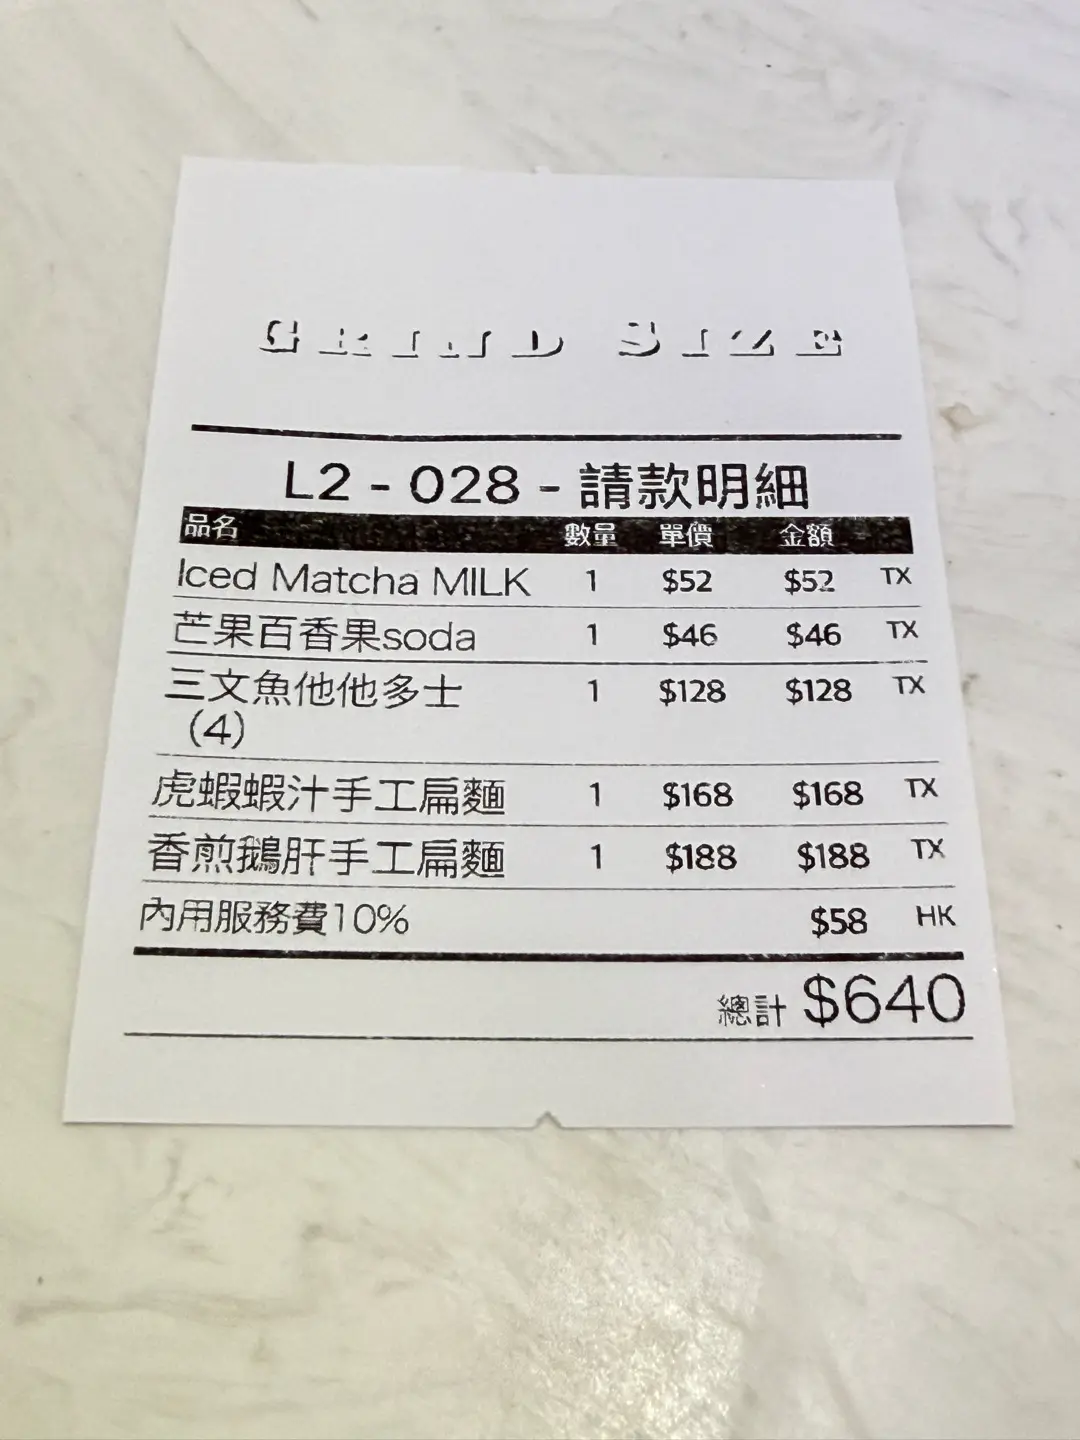 GRIND SIZE
L2 - 028 - 請款明細
品名 數量 單價 金額
Iced Matcha MILK 1 $52 $52 TX
芒果百香果soda 1 $46 $46 TX
三文魚他他多士 1 $128 $128 TX
(4)
虎蝦蝦汁手工扁麵 1 $168 $168 TX
香煎鵝肝手工扁麵 1 $188 $188 TX
內用服務費10% $58 HK
總計 $640